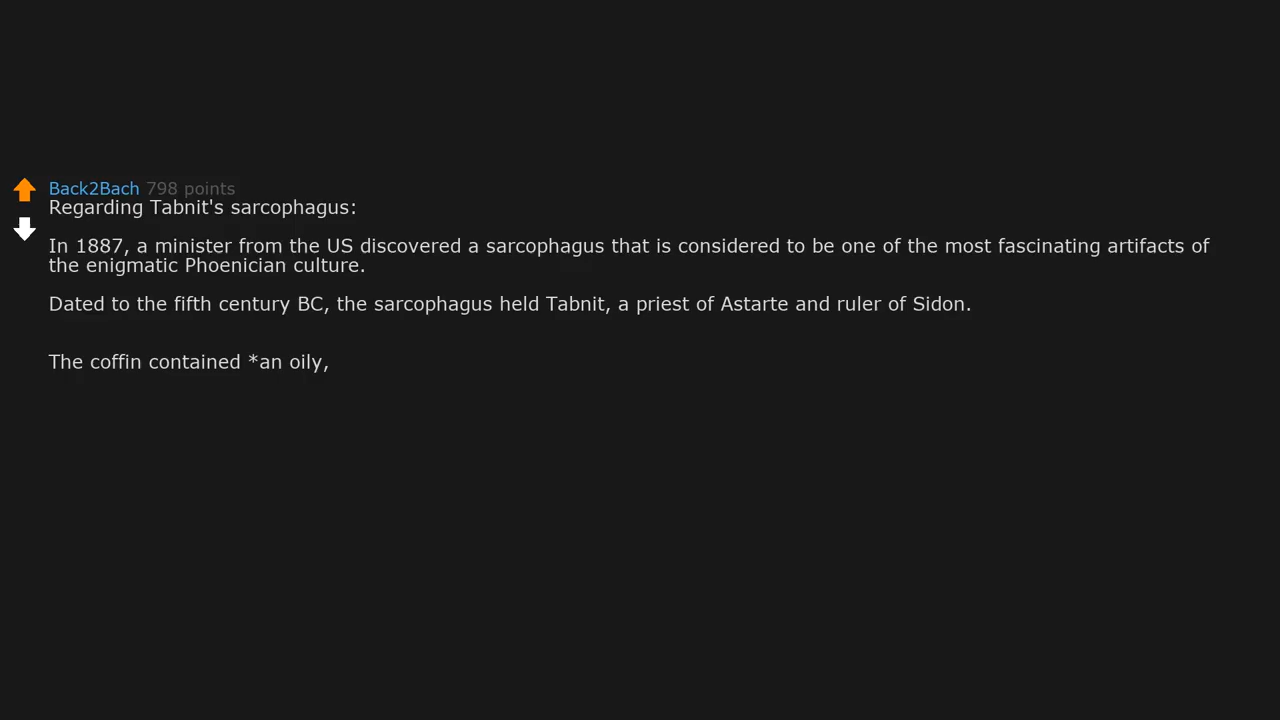 Back2Bach 798 points
Regarding Tabnit's sarcophagus:
In 1887, a minister from the US discovered a sarcophagus that is considered to be one of the most fascinating artifacts of
the enigmatic Phoenician culture.
Dated to the fifth century BC, the sarcophagus held Tabnit, a priest of Astarte and ruler of Sidon.
The coffin contained *an oily,